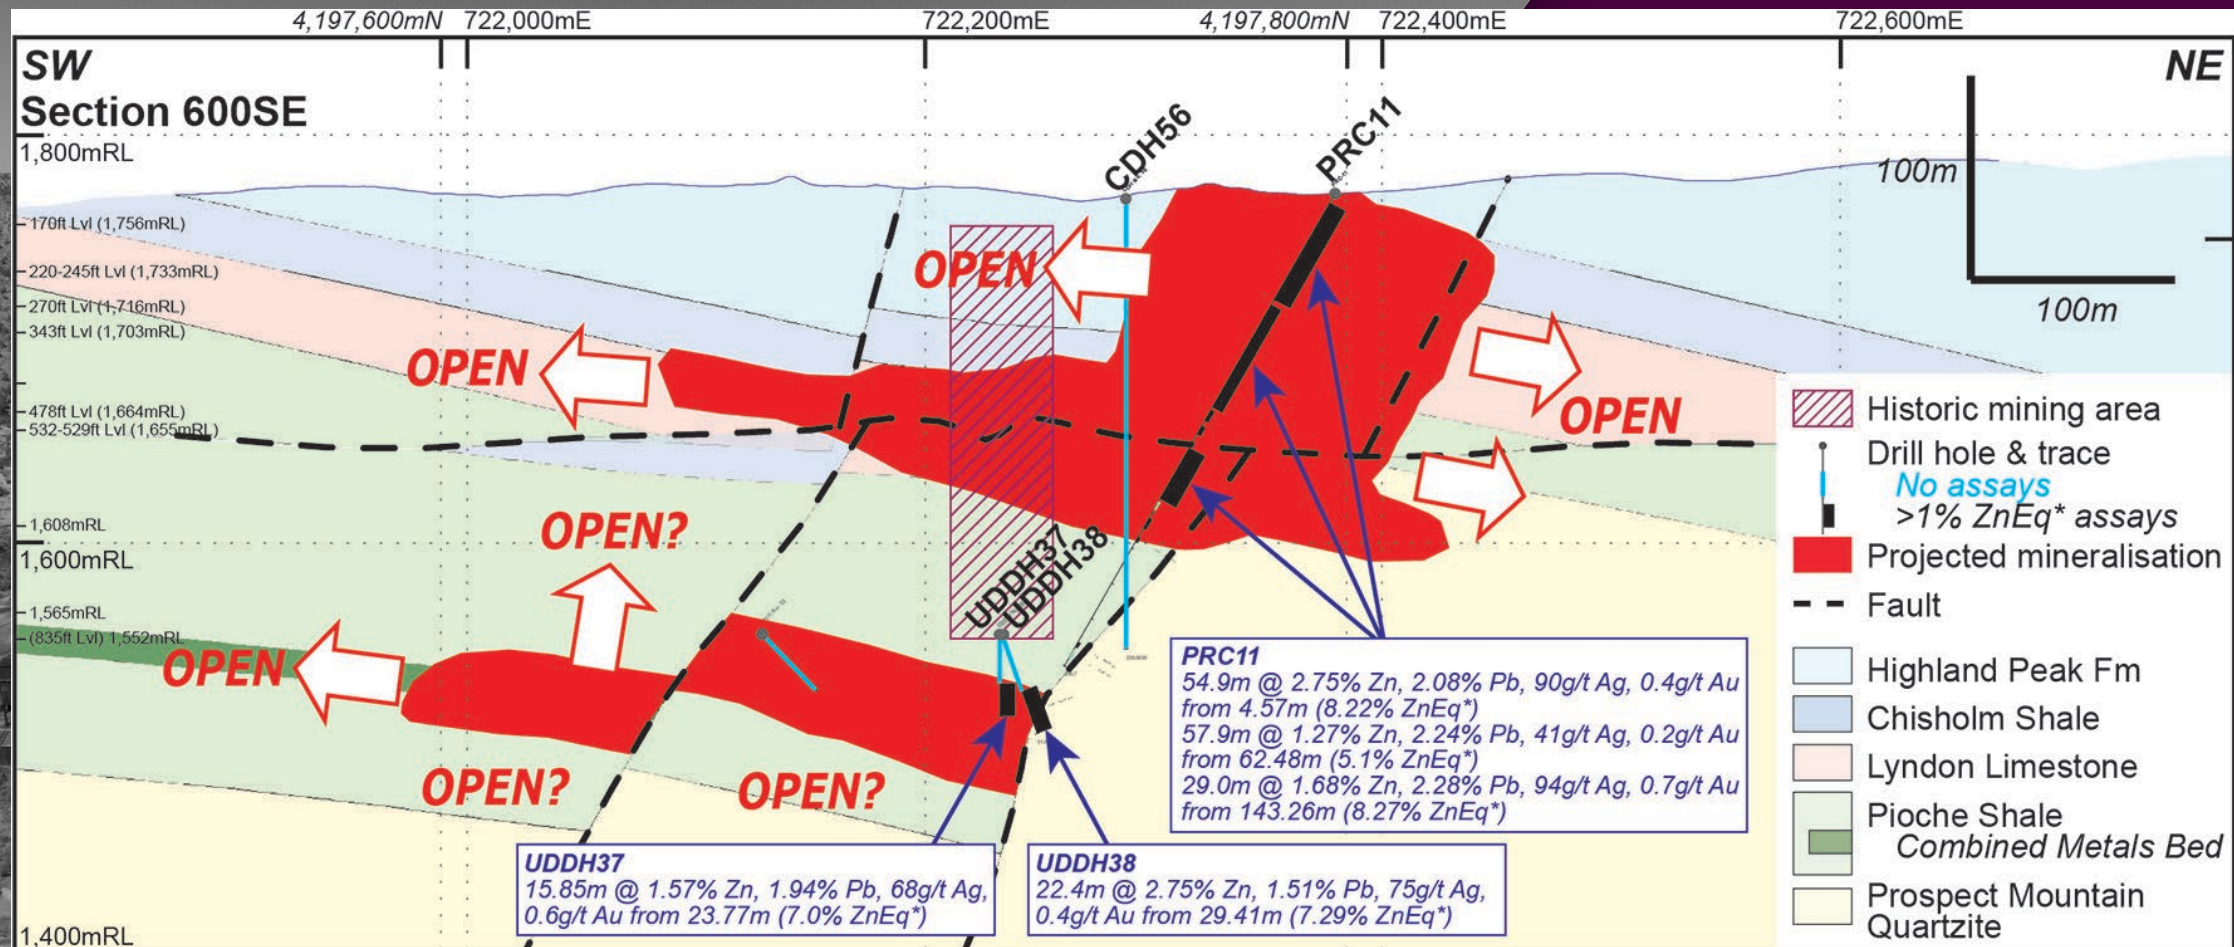 4,197,600mN 722,000mE 722,200mE 4,197,800mN 722,400mE 722,600mE
SW
NE
Section 600SE
1,800mRL
CDH56
PRC11
100m
100m
170ft Lvl (1,756mRL)
220-245ft Lvl (1,733mRL)
270ft Lvl (1,716mRL)
343ft Lvl (1,703mRL)
478ft Lvl (1,664mRL)
532-529ft Lvl (1,655mRL)
1,608mRL
1,600mRL
1,565mRL
(835ft Lvl) 1,552mRL
1,400mRL
OPEN
OPEN
OPEN
OPEN?
OPEN
OPEN?
OPEN?
UDDH37
UDDH38
PRC11
54.9m @ 2.75% Zn, 2.08% Pb, 90g/t Ag, 0.4g/t Au
from 4.57m (8.22% ZnEq*)
57.9m @ 1.27% Zn, 2.24% Pb, 41g/t Ag, 0.2g/t Au
from 62.48m (5.1% ZnEq*)
29.0m @ 1.68% Zn, 2.28% Pb, 94g/t Ag, 0.7g/t Au
from 143.26m (8.27% ZnEq*)
UDDH37
15.85m @ 1.57% Zn, 1.94% Pb, 68g/t Ag,
0.6g/t Au from 23.77m (7.0% ZnEq*)
UDDH38
22.4m @ 2.75% Zn, 1.51% Pb, 75g/t Ag,
0.4g/t Au from 29.41m (7.29% ZnEq*)
Historic mining area
Drill hole & trace
No assays
>1% ZnEq* assays
Projected mineralisation
Fault
Highland Peak Fm
Chisholm Shale
Lyndon Limestone
Pioche Shale
Combined Metals Bed
Prospect Mountain
Quartzite